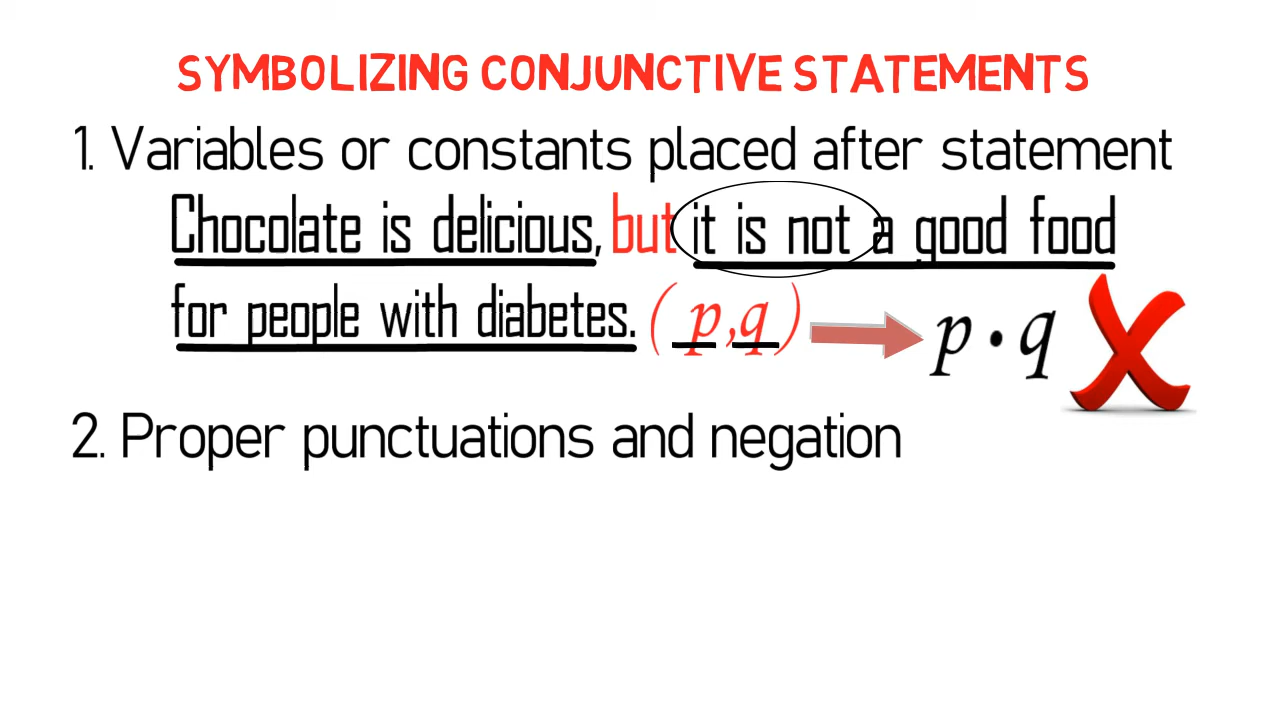 SYMBOLIZING CONJUNCTIVE STATEMENTS
1. Variables or constants placed after statement
Chocolate is delicious, but it is not a good food
for people with diabetes. ( p, q ) p • q
2. Proper punctuations and negation